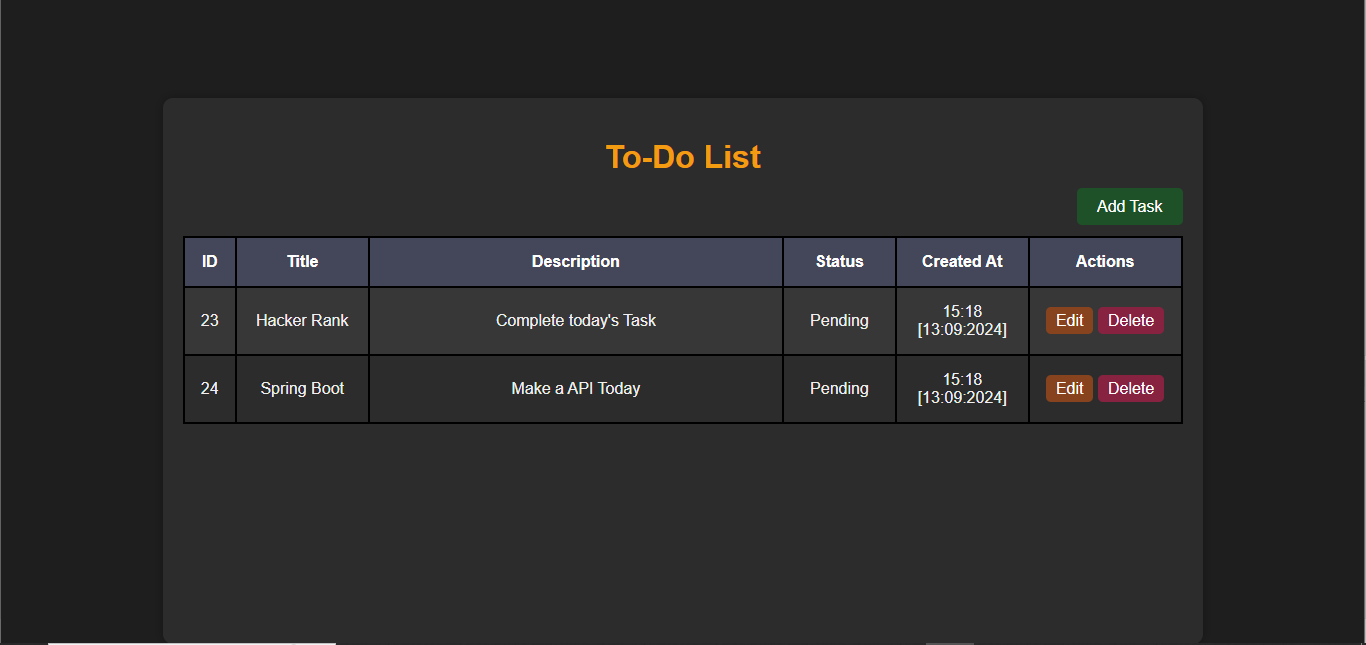 To-Do List
Add Task
ID Title Description Status Created At Actions
23 Hacker Rank Complete today's Task Pending 15:18 [13:09:2024] Edit Delete
24 Spring Boot Make a API Today Pending 15:18 [13:09:2024] Edit Delete